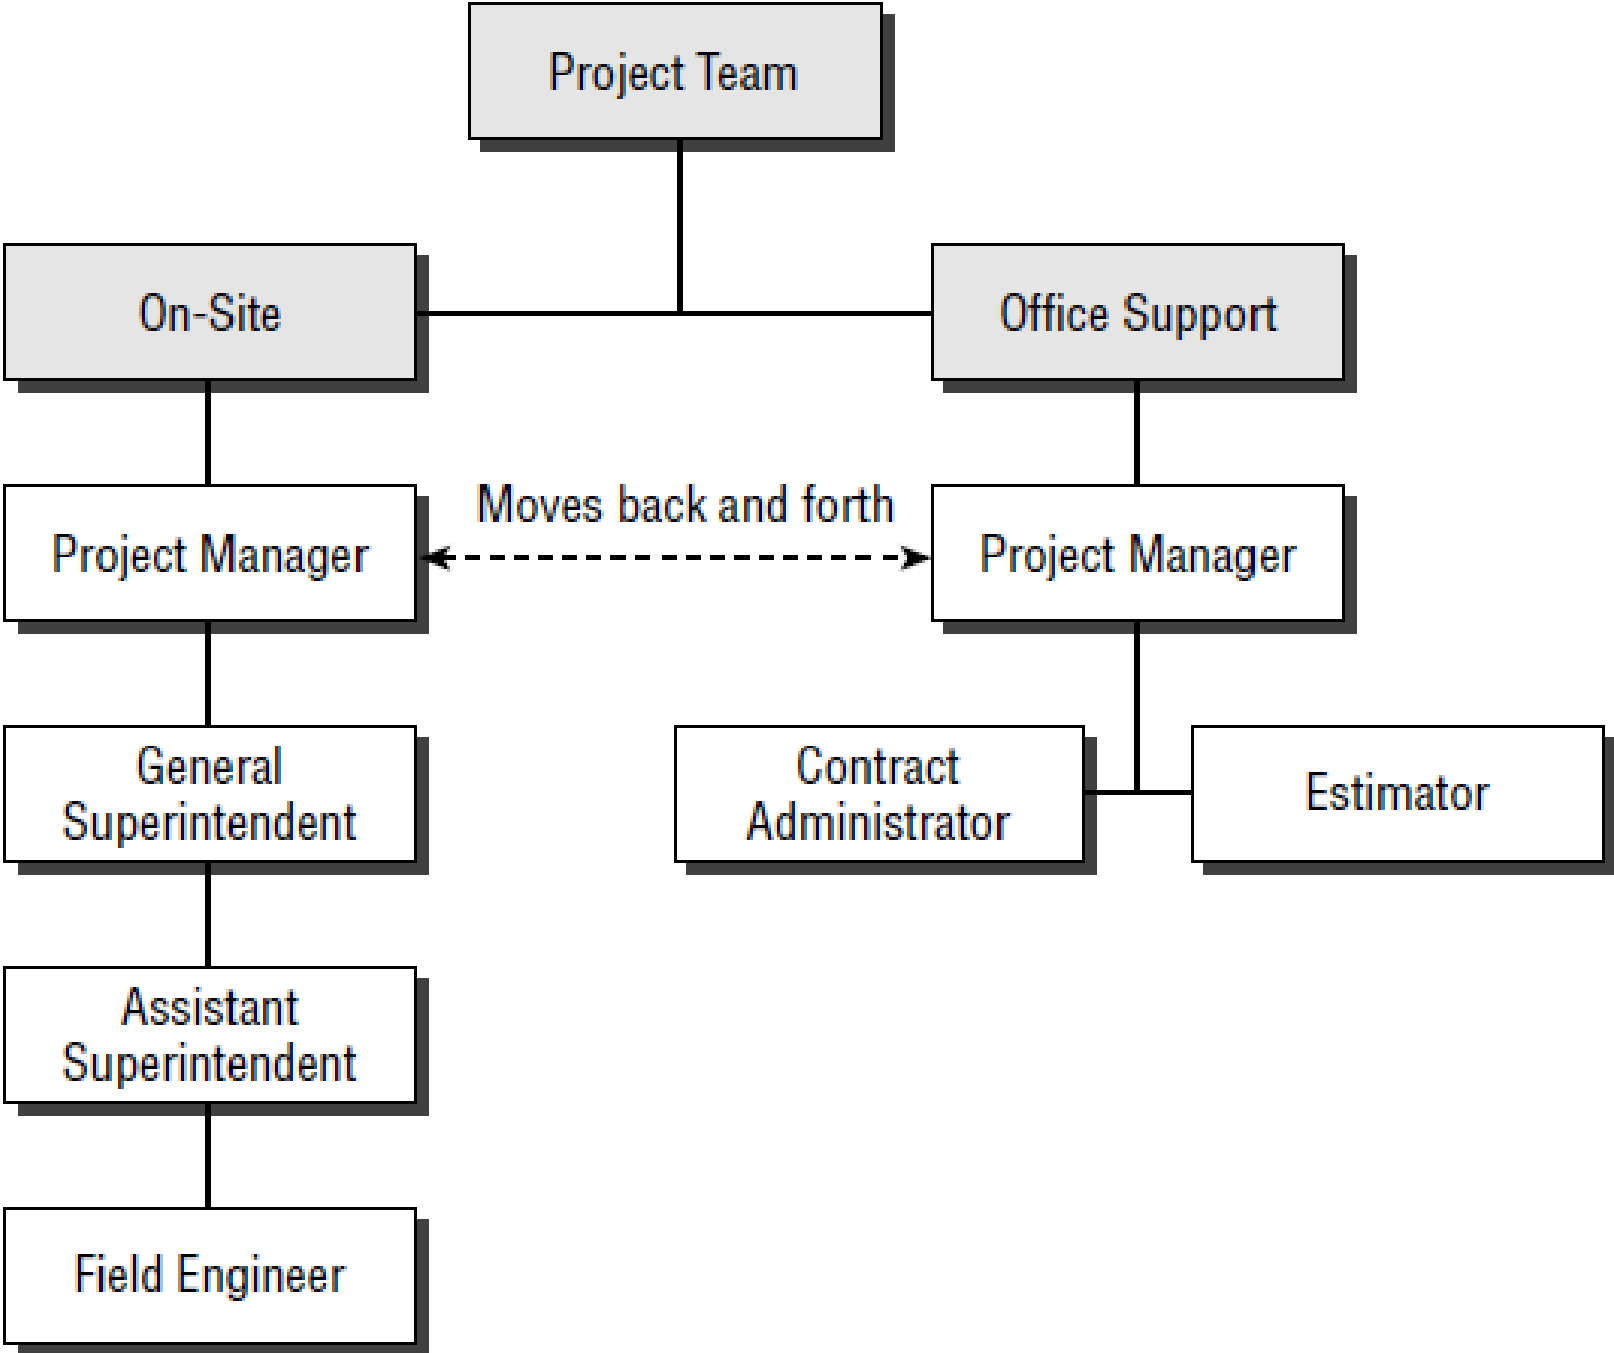 Project Team
On-Site
Office Support
Project Manager
Moves back and forth
Project Manager
General
Superintendent
Contract
Administrator
Estimator
Assistant
Superintendent
Field Engineer